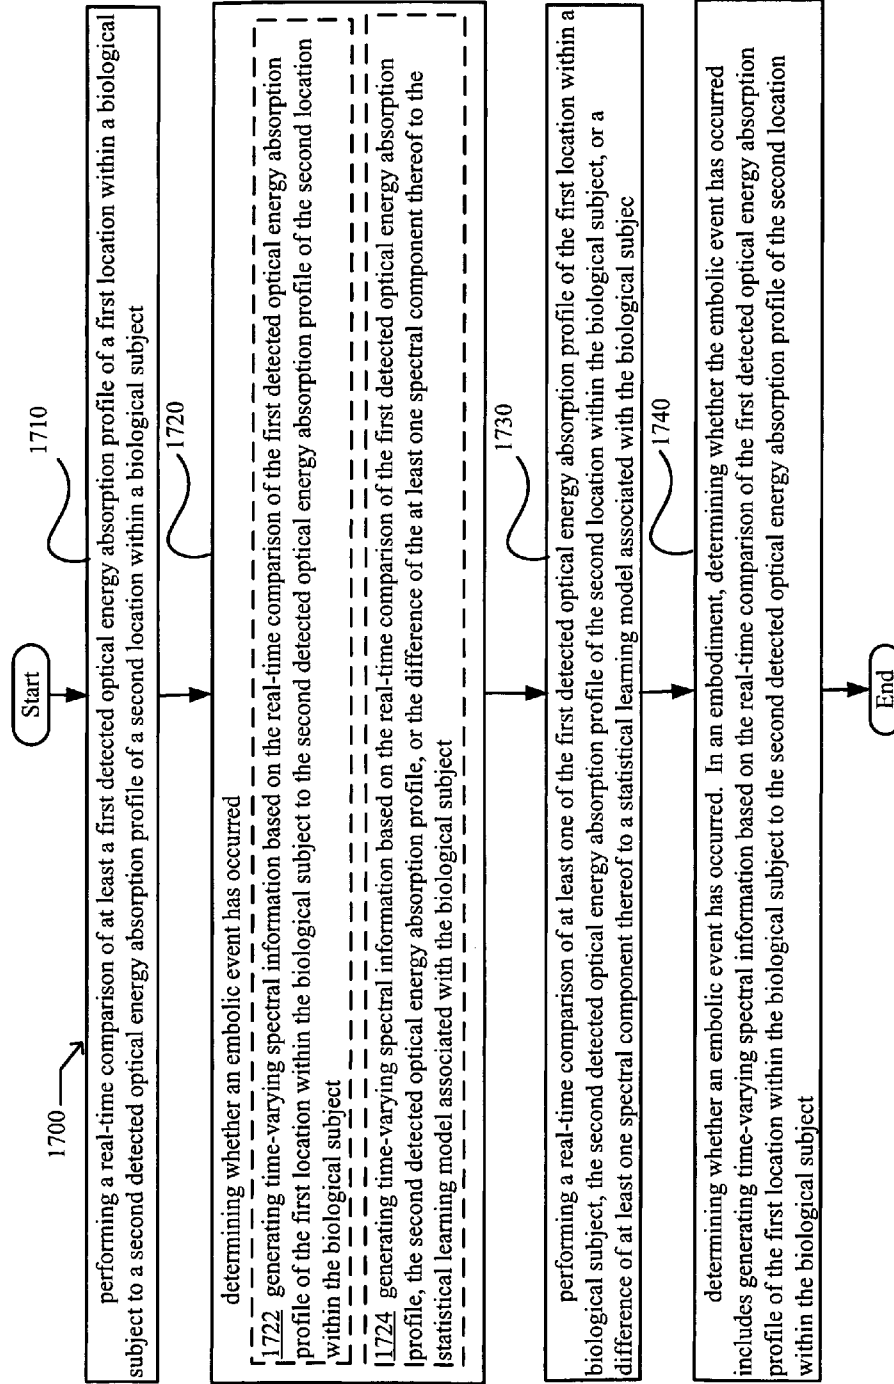 1700
Start
1710
performing a real-time comparison of at least a first detected optical energy absorption profile of a first location within a biological
subject to a second detected optical energy absorption profile of a second location within a biological subject
1720
determining whether an embolic event has occurred
1722 generating time-varying spectral information based on the real-time comparison of the first detected optical energy absorption
profile of the first location within the biological subject to the second detected optical energy absorption profile of the second location
within the biological subject
1724 generating time-varying spectral information based on the real-time comparison of the first detected optical energy absorption
profile, the second detected optical energy absorption profile, or the difference of the at least one spectral component thereof to the
statistical learning model associated with the biological subject
1730
performing a real-time comparison of at least one of the first detected optical energy absorption profile of the first location within a
biological subject, the second detected optical energy absorption profile of the second location within the biological subject, or a
difference of at least one spectral component thereof to a statistical learning model associated with the biological subjec
1740
determining whether an embolic event has occurred. In an embodiment, determining whether the embolic event has occurred
includes generating time-varying spectral information based on the real-time comparison of the first detected optical energy absorption
profile of the first location within the biological subject to the second detected optical energy absorption profile of the second location
within the biological subject
End